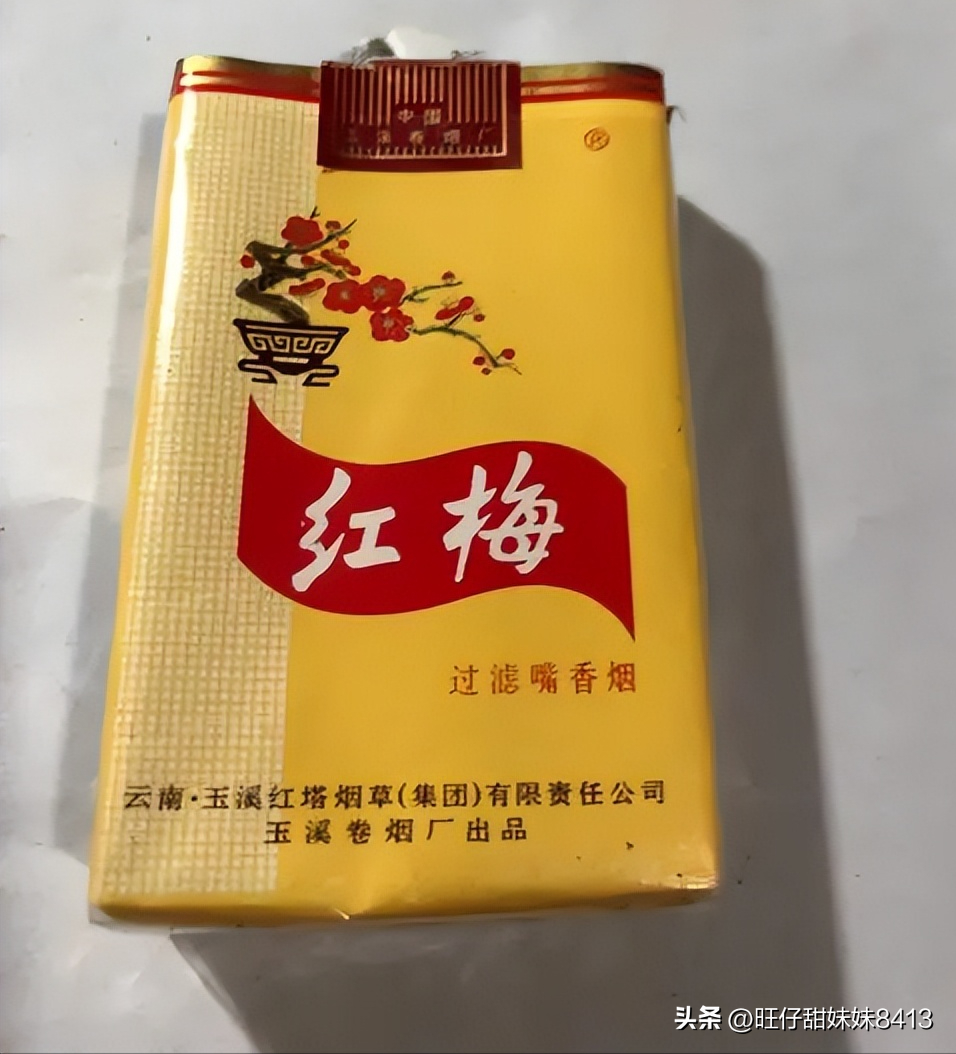 中国
红梅
过滤嘴香烟
云南·玉溪红塔烟草(集团)有限责任公司
玉溪卷烟厂出品
头条 @旺仔甜妹妹8413